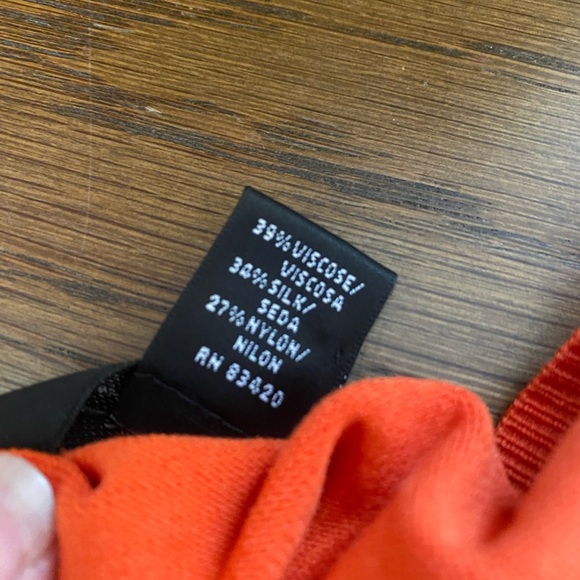 39% VISCOSE/
VISCOSA
34% SILK/
SEDA
27% NYLON/
NILON
RN 83420